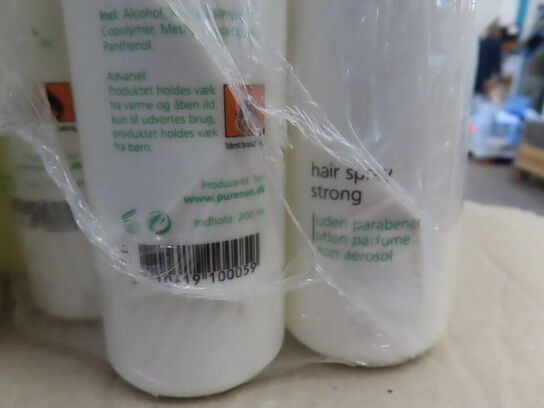 Incl: Alcohol,
Copolymer,
Panthenol.
Advarsel:
Produktet holdes væk
fra varme og åben ild,
kun til udvortes brug,
produktet holdes væk
fra børn.
Produceret for:
www.purenan.dk
Indhold: 200 ml
100059
hair spray
strong
uden parabener
uden parfume
non aerosol